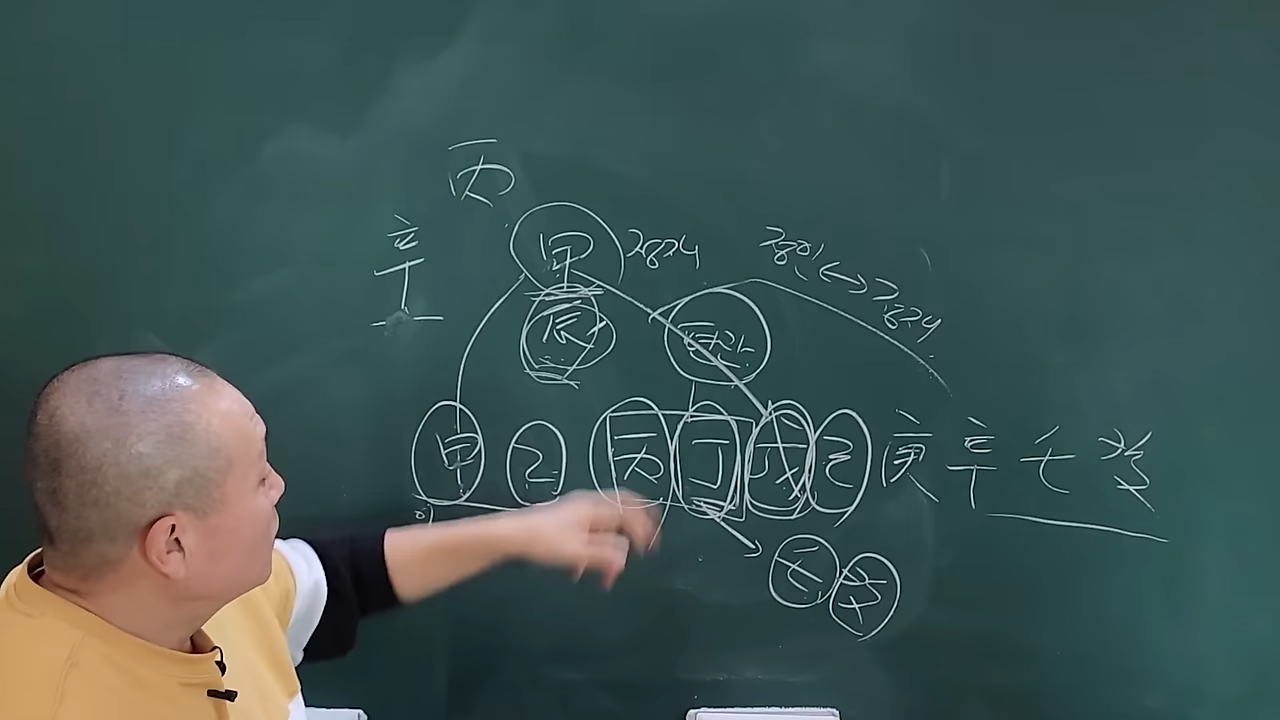 丙
辛
甲
辰
甲 乙 丙 丁 戊 己 庚 辛 壬 癸
壬 癸